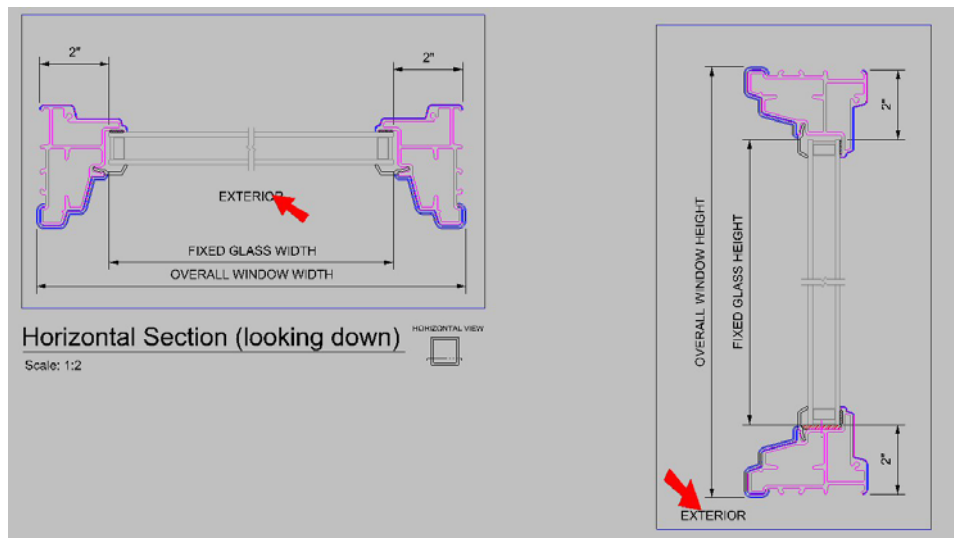 2"
2"
EXTERIOR
FIXED GLASS WIDTH
OVERALL WINDOW WIDTH
Horizontal Section (looking down)
HORIZONTAL VIEW
Scale: 1:2
2"
OVERALL WINDOW HEIGHT
FIXED GLASS HEIGHT
2"
EXTERIOR